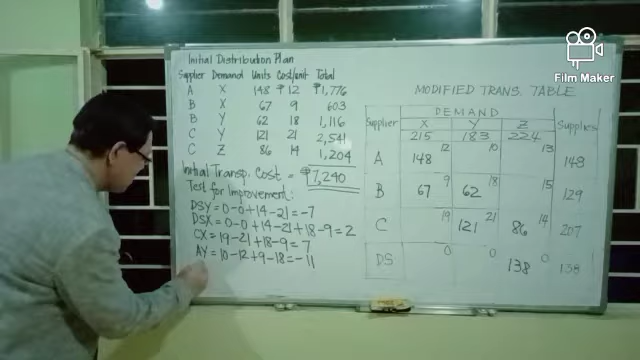 Film Maker
Initial Distribution Plan
Supplier Demand Units Cost/unit Total
A X 148 ₱12 ₱1,776
B X 67 9 603
B Y 62 18 1,116
C Y 121 21 2,541
C Z 86 14 1,204
Initial Transp. Cost = ₱7,240
Test for Improvement:
DSY = 0-0+14-21 = -7
DSX = 0-0+14-21+18-9 = 2
CX = 19-21+18-9 = 7
AY = 10-12+9-18 = -11
MODIFIED TRANS. TABLE
Supplier DEMAND Supplies
X Y Z
215 183 224
A 148 12 10 13 148
B 67 9 62 18 15 129
C 19 121 21 86 14 207
DS 0 0 138 0 138